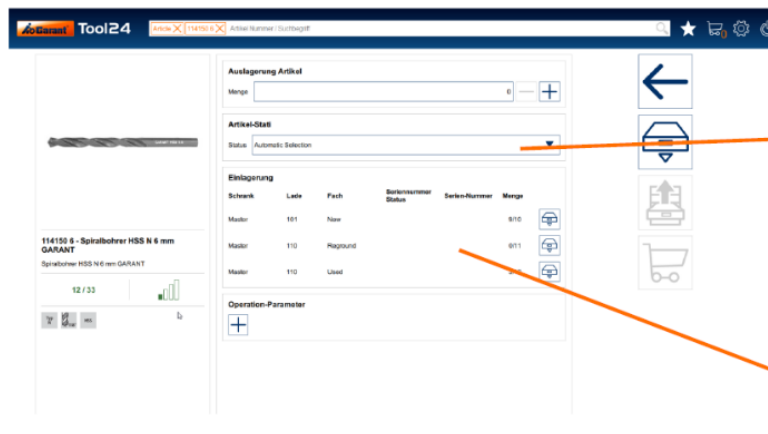 HoGarant Tool24
Article 114150 6 Artikel-Nummer / Suchbegriff
0
Auslagerung Artikel
Menge 0
Artikel-Stati
Status Automatic Selection
Einlagerung
Schrank Lade Fach Seriennummer Status Serien-Nummer Menge
Master 101 New 9/10
Master 110 Reground 0/11
Master 110 Used
Operation-Parameter
114150 6 - Spiralbohrer HSS N 6 mm
GARANT
Spiralbohrer HSS N 6 mm GARANT
12 / 33
HSS